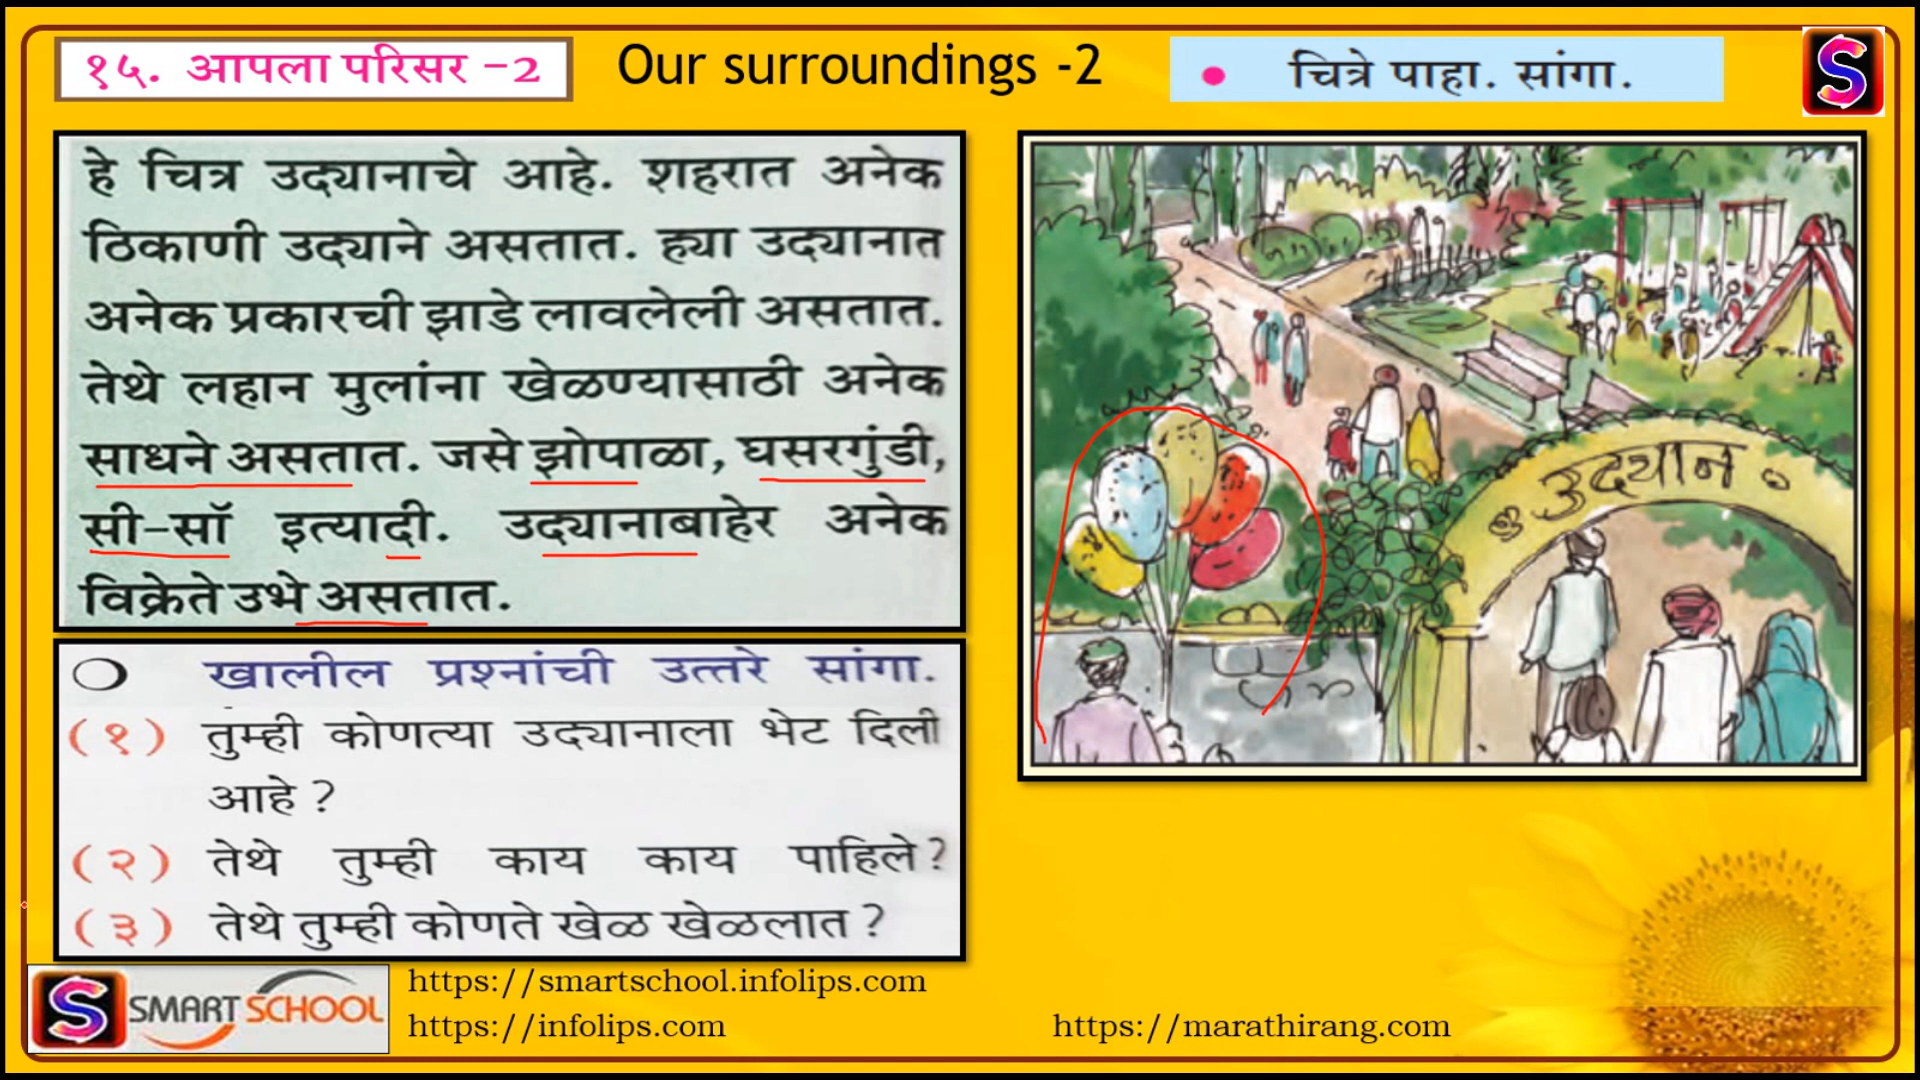 १५. आपला परिसर -2
Our surroundings -2
• चित्रे पाहा. सांगा.
S
हे चित्र उद्यानाचे आहे. शहरात अनेक
ठिकाणी उद्याने असतात. ह्या उद्यानात
अनेक प्रकारची झाडे लावलेली असतात.
तेथे लहान मुलांना खेळण्यासाठी अनेक
साधने असतात. जसे झोपाळा, घसरगुंडी,
सी-सॉ इत्यादी. उद्यानाबाहेर अनेक
विक्रेते उभे असतात.
उद्यान
खालील प्रश्नांची उत्तरे सांगा.
(१) तुम्ही कोणत्या उद्यानाला भेट दिली
आहे ?
(२) तेथे तुम्ही काय काय पाहिले?
(३) तेथे तुम्ही कोणते खेळ खेळलात ?
S SMART SCHOOL
https://smartschool.infolips.com
https://infolips.com
https://marathirang.com